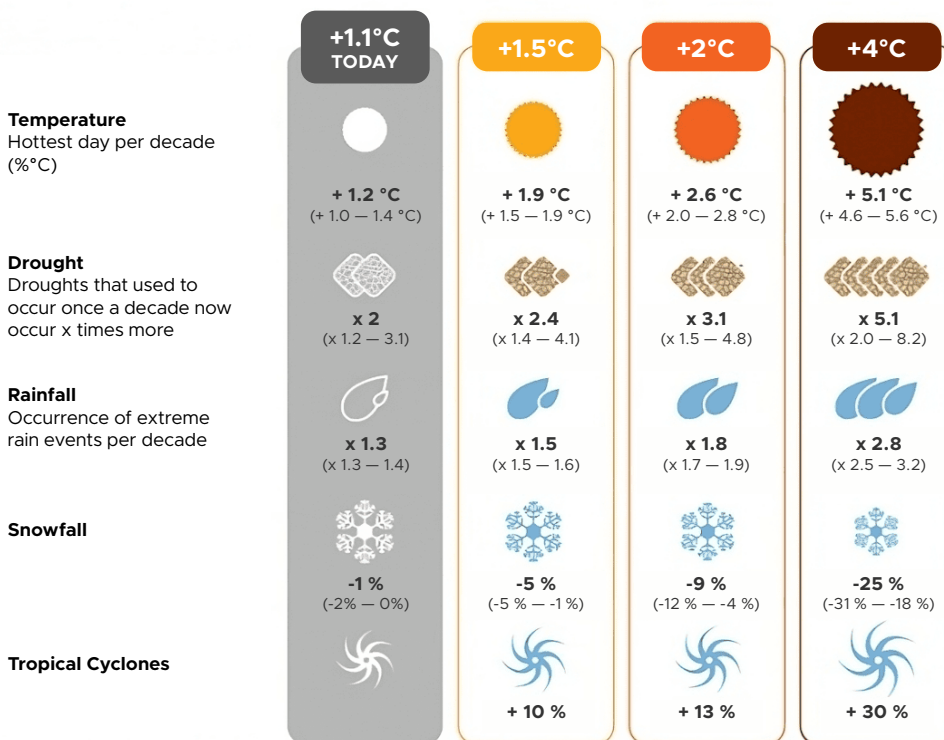 +1.1°C
TODAY
+1.5°C
+2°C
+4°C
Temperature
Hottest day per decade
(%°C)
+ 1.2 °C
(+ 1.0 — 1.4 °C)
+ 1.9 °C
(+ 1.5 — 1.9 °C)
+ 2.6 °C
(+ 2.0 — 2.8 °C)
+ 5.1 °C
(+ 4.6 — 5.6 °C)
Drought
Droughts that used to
occur once a decade now
occur x times more
x 2
(x 1.2 — 3.1)
x 2.4
(x 1.4 — 4.1)
x 3.1
(x 1.5 — 4.8)
x 5.1
(x 2.0 — 8.2)
Rainfall
Occurrence of extreme
rain events per decade
x 1.3
(x 1.3 — 1.4)
x 1.5
(x 1.5 — 1.6)
x 1.8
(x 1.7 — 1.9)
x 2.8
(x 2.5 — 3.2)
Snowfall
-1 %
(-2% — 0%)
-5 %
(-5 % — -1 %)
-9 %
(-12 % — -4 %)
-25 %
(-31 % — -18 %)
Tropical Cyclones
+ 10 %
+ 13 %
+ 30 %